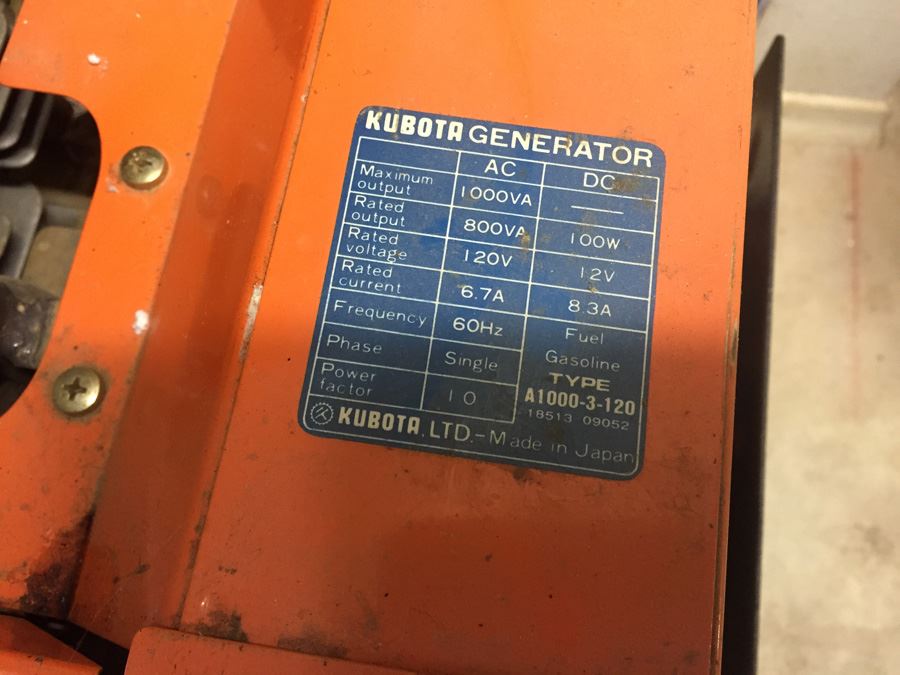 KUBOTA GENERATOR
AC DC
Maximum output 1000VA ——
Rated output 800VA 100W
Rated voltage 120V 12V
Rated current 6.7A 8.3A
Frequency 60Hz Fuel
Gasoline
Phase Single
TYPE
A1000-3-120
18513 09052
Power factor 1.0
KUBOTA, LTD.-Made in Japan